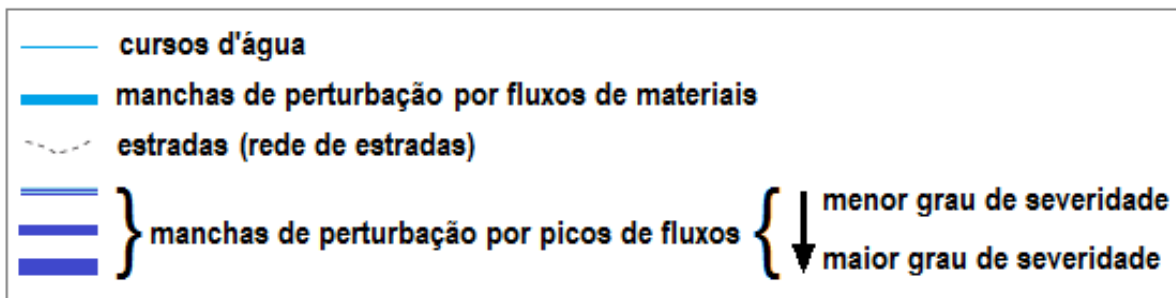 cursos d'água
manchas de perturbação por fluxos de materiais
estradas (rede de estradas)
manchas de perturbação por picos de fluxos
menor grau de severidade
maior grau de severidade